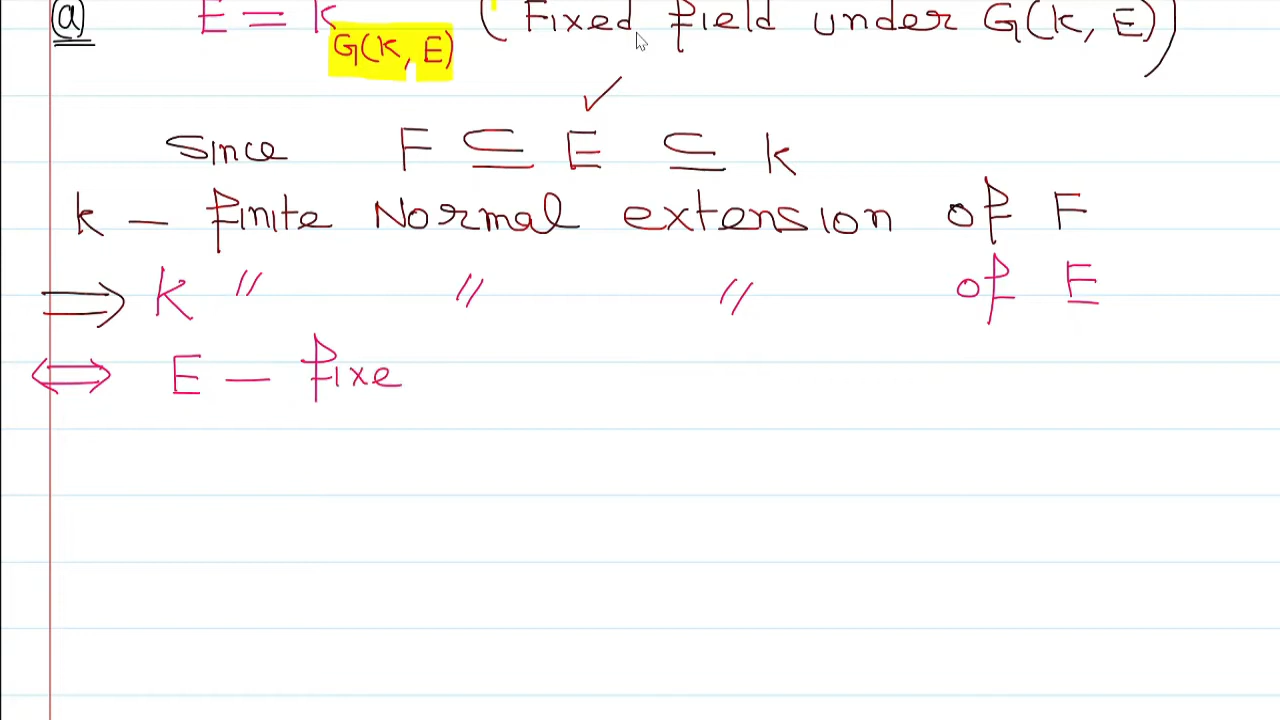 (a) E = K G(K, E) (Fixed field under G(K, E))
Since F ⊆ E ⊆ K
K – finite Normal extension of F
⇒ K " " " of E
⇔ E – fixe